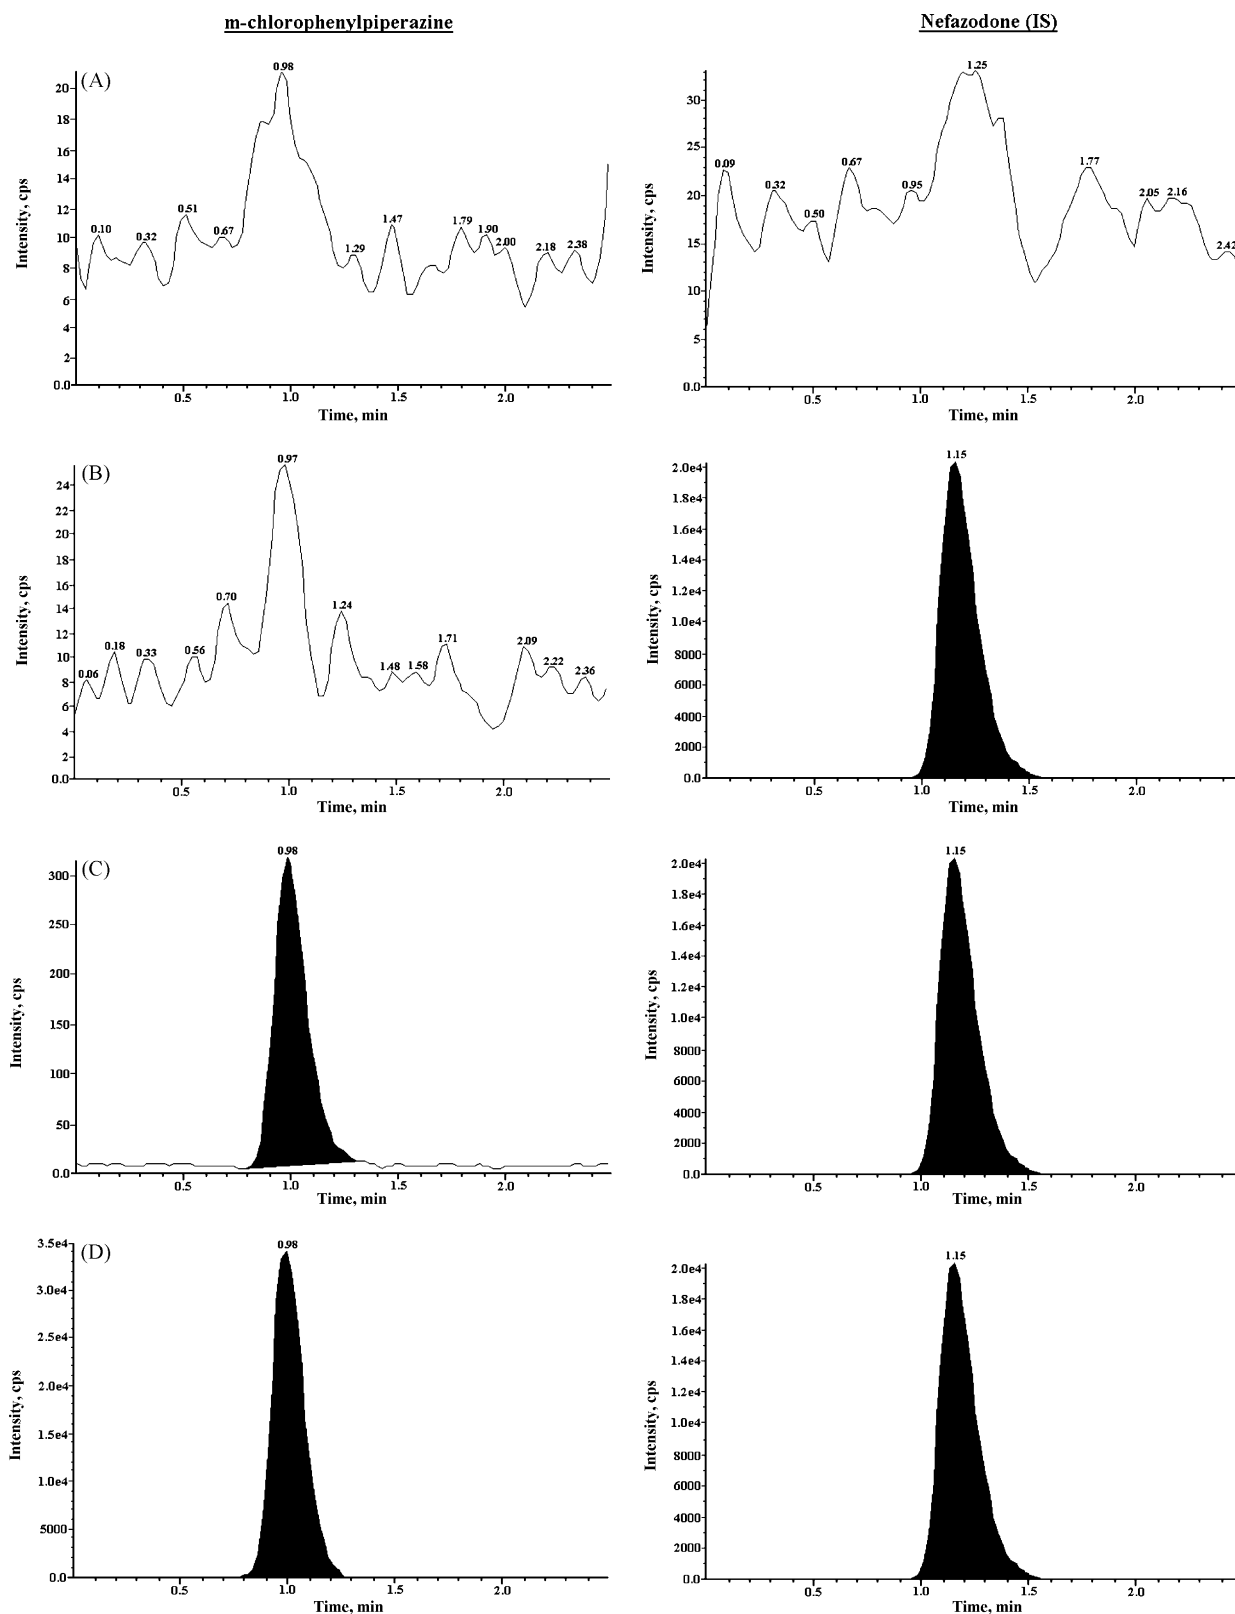 m-chlorophenylpiperazine
Nefazodone (IS)
(A)
Intensity, cps
20
18
16
14
12
10
8
6
4
2
0.0
0.10
0.32
0.51
0.67
0.98
1.29
1.47
1.79
1.90
2.00
2.18
2.38
0.5
1.0
1.5
2.0
Time, min
Intensity, cps
30
25
20
15
10
5
0.0
0.09
0.32
0.50
0.67
0.95
1.25
1.77
2.05
2.16
2.42
0.5
1.0
1.5
2.0
Time, min
(B)
Intensity, cps
24
22
20
18
16
14
12
10
8
6
4
2
0.0
0.06
0.18
0.33
0.56
0.70
0.97
1.24
1.48
1.58
1.71
2.09
2.22
2.36
0.5
1.0
1.5
2.0
Time, min
Intensity, cps
2.0e4
1.8e4
1.6e4
1.4e4
1.2e4
1.0e4
8000
6000
4000
2000
0.0
1.15
0.5
1.0
1.5
2.0
Time, min
(C)
Intensity, cps
300
250
200
150
100
50
0.0
0.98
0.5
1.0
1.5
2.0
Time, min
Intensity, cps
2.0e4
1.8e4
1.6e4
1.4e4
1.2e4
1.0e4
8000
6000
4000
2000
0.0
1.15
0.5
1.0
1.5
2.0
Time, min
(D)
Intensity, cps
3.5e4
3.0e4
2.5e4
2.0e4
1.5e4
1.0e4
5000
0.0
0.98
0.5
1.0
1.5
2.0
Time, min
Intensity, cps
2.0e4
1.8e4
1.6e4
1.4e4
1.2e4
1.0e4
8000
6000
4000
2000
0.0
1.15
0.5
1.0
1.5
2.0
Time, min